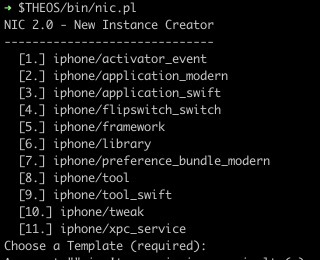 ➜ $THEOS/bin/nic.pl
NIC 2.0 - New Instance Creator
------------------------------
[1.] iphone/activator_event
[2.] iphone/application_modern
[3.] iphone/application_swift
[4.] iphone/flipswitch_switch
[5.] iphone/framework
[6.] iphone/library
[7.] iphone/preference_bundle_modern
[8.] iphone/tool
[9.] iphone/tool_swift
[10.] iphone/tweak
[11.] iphone/xpc_service
Choose a Template (required):